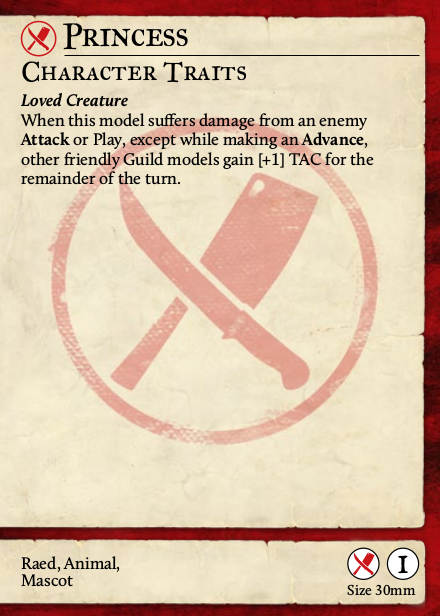 Princess
Character Traits
Loved Creature
When this model suffers damage from an enemy
Attack or Play, except while making an Advance,
other friendly Guild models gain [+1] TAC for the
remainder of the turn.
Raed, Animal,
Mascot
I
Size 30mm